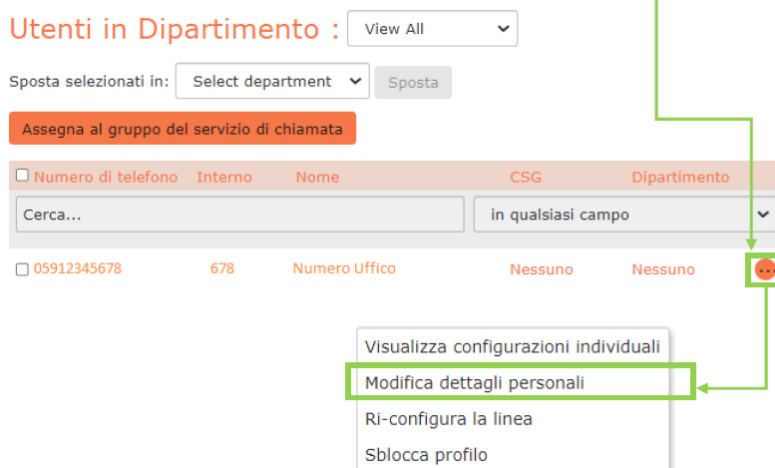 Utenti in Dipartimento : View All
Sposta selezionati in: Select department Sposta
Assegna al gruppo del servizio di chiamata
Numero di telefono Interno Nome CSG Dipartimento
Cerca... in qualsiasi campo
05912345678 678 Numero Uffico Nessuno Nessuno
...
Visualizza configurazioni individuali
Modifica dettagli personali
Ri-configura la linea
Sblocca profilo